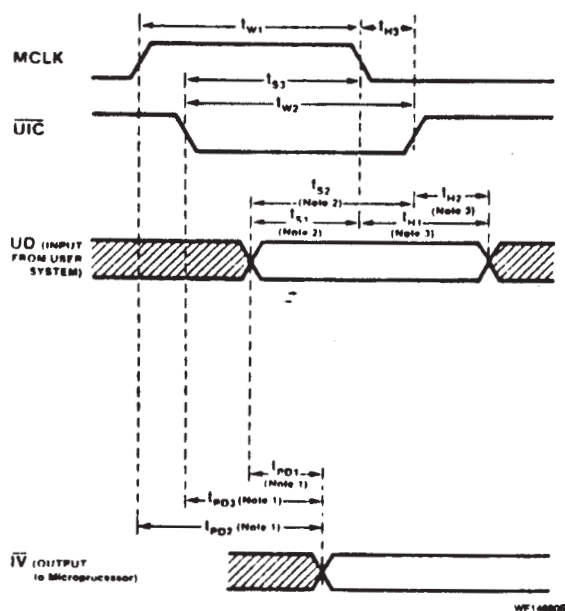 tW1
tH3
MCLK
tS3
tW2
UIC
tS2
(Note 2)
tH2
(Note 3)
tS1
(Note 2)
tH1
(Note 3)
UD (INPUT
FROM USER
SYSTEM)
tPD1
(Note 1)
tPD3 (Note 1)
tPD2 (Note 1)
IV (OUTPUT
to Microprocessor)